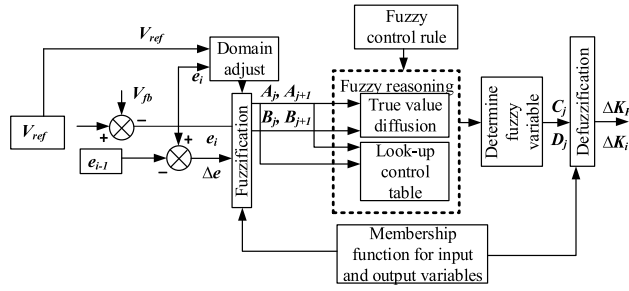 Fuzzy
control rule
V_ref
Domain
adjust
e_i
V_fb
A_j, A_j+1
Fuzzy reasoning
True value
diffusion
B_j, B_j+1
Look-up
control
table
Fuzzification
Determine
fuzzy
variable
C_j
D_j
Defuzzification
ΔK_i
V_ref
−
+
e_i
+
−
e_i-1
Δe
Membership
function for input
and output variables